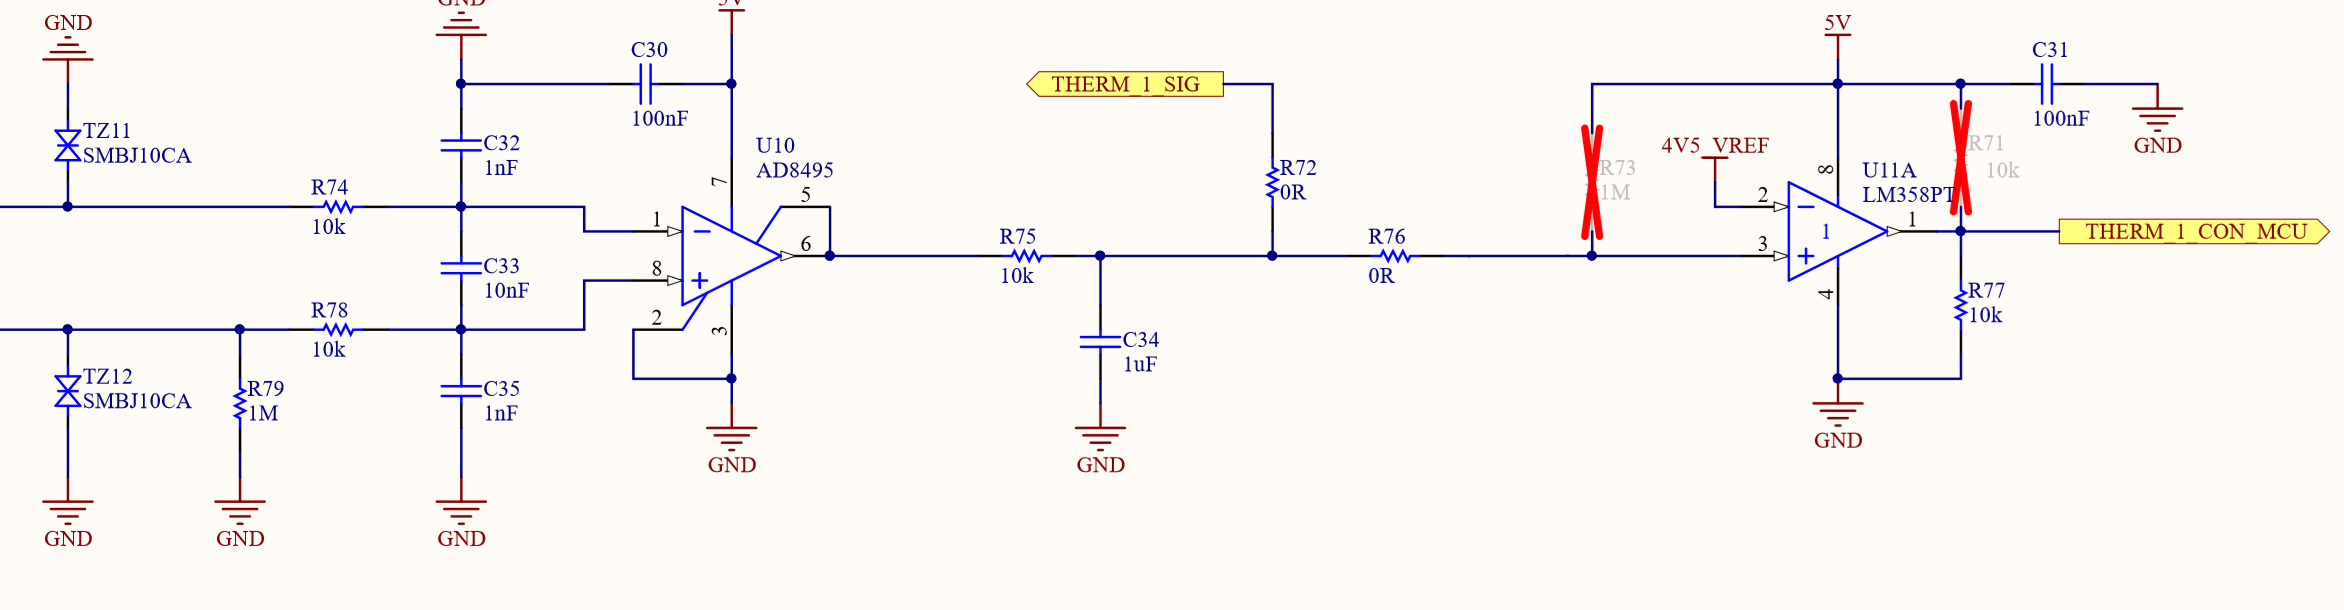 GND
GND
5V
TZ11
SMBJ10CA
C30
100nF
C32
1nF
U10
AD8495
7
5
R74
10k
1
6
8
C33
10nF
R78
10k
2
3
TZ12
SMBJ10CA
R79
1M
C35
1nF
GND
GND
GND
GND
THERM_1_SIG
R72
0R
R75
10k
R76
0R
C34
1uF
GND
5V
C31
100nF
GND
R73
1M
4V5_VREF
R71
10k
U11A
LM358PT
8
2
1
1
3
4
THERM_1_CON_MCU
R77
10k
GND